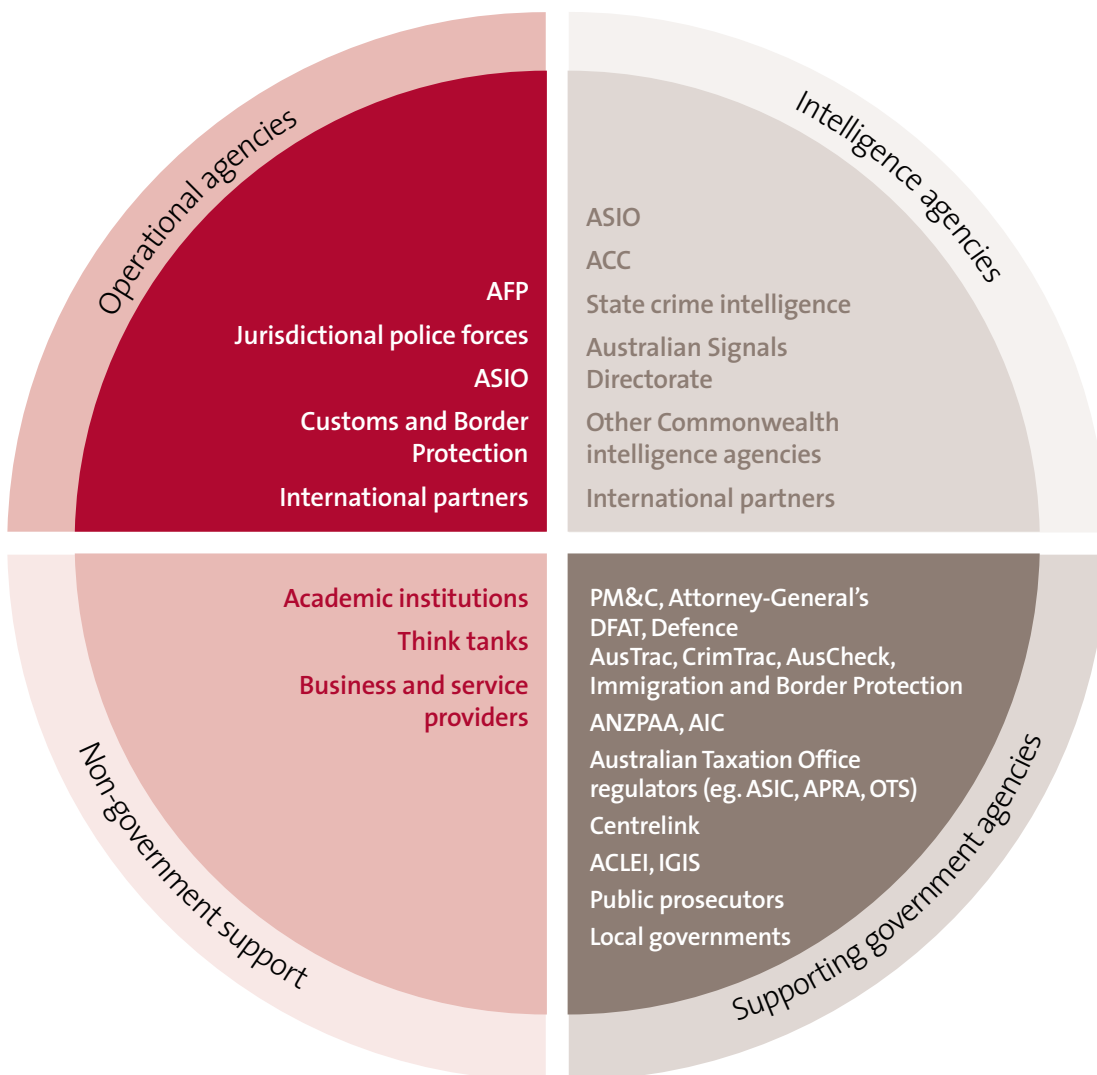 Operational agencies
AFP
Jurisdictional police forces
ASIO
Customs and Border
Protection
International partners
Intelligence agencies
ASIO
ACC
State crime intelligence
Australian Signals
Directorate
Other Commonwealth
intelligence agencies
International partners
Non-government support
Academic institutions
Think tanks
Business and service
providers
Supporting government agencies
PM&C, Attorney-General’s
DFAT, Defence
AusTrac, CrimTrac, AusCheck,
Immigration and Border Protection
ANZPAA, AIC
Australian Taxation Office
regulators (eg. ASIC, APRA, OTS)
Centrelink
ACLEI, IGIS
Public prosecutors
Local governments